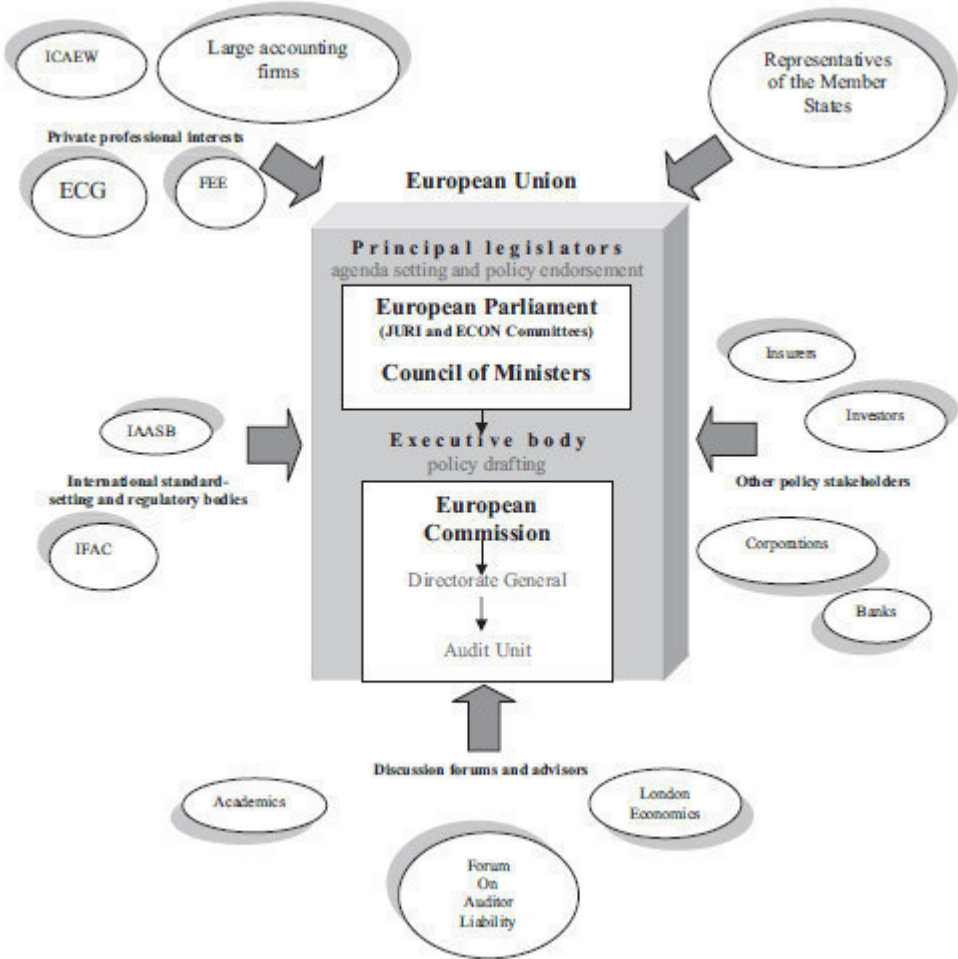 ICAEW
Large accounting
firms
Representatives
of the Member
States
Private professional interests
ECG
FEE
European Union
Principal legislators
agenda setting and policy endorsement
European Parliament
(JURI and ECON Committees)
Council of Ministers
Insurers
Investors
IAASB
Executive body
policy drafting
International standard-
setting and regulatory bodies
Other policy stakeholders
European
Commission
IFAC
Corporations
Directorate General
Banks
Audit Unit
Discussion forums and advisors
Academics
London
Economics
Forum
On
Auditor
Liability